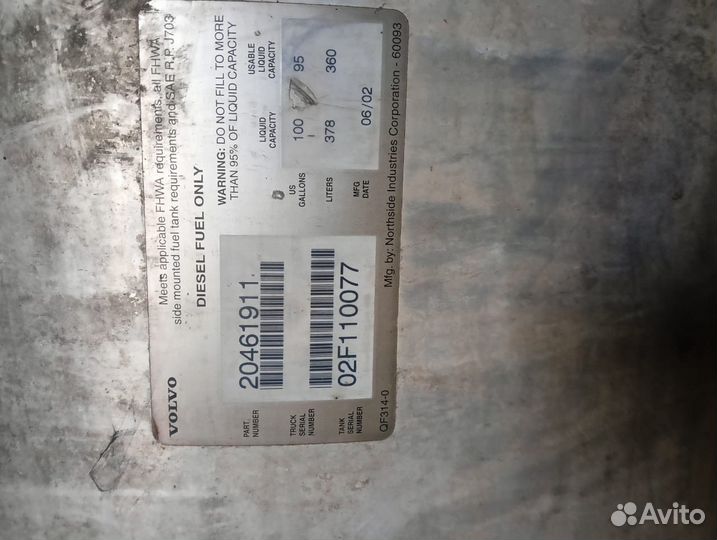 VOLVO
Meets applicable FHWA requirements, all FHWA
side mounted fuel tank requirements and SAE R.P. J703
DIESEL FUEL ONLY
WARNING: DO NOT FILL TO MORE
THAN 95% OF LIQUID CAPACITY
PART.
NUMBER
20461911
TRUCK
SERIAL
NUMBER
TANK
SERIAL
NUMBER
02F110077
LIQUID
CAPACITY
USABLE
LIQUID
CAPACITY
US
GALLONS
100
95
LITERS
378
360
MFG
DATE
06/02
QF314-0
Mfg. by: Northside Industries Corporation - 60093
Avito